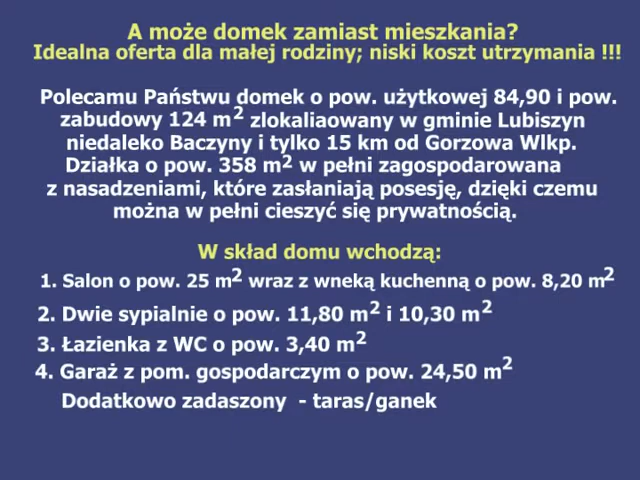 A może domek zamiast mieszkania?
Idealna oferta dla małej rodziny; niski koszt utrzymania !!!
Polecamu Państwu domek o pow. użytkowej 84,90 i pow.
zabudowy 124 m² zlokaliaowany w gminie Lubiszyn
niedaleko Baczyny i tylko 15 km od Gorzowa Wlkp.
Działka o pow. 358 m² w pełni zagospodarowana
z nasadzeniami, które zasłaniają posesję, dzięki czemu
można w pełni cieszyć się prywatnością.
W skład domu wchodzą:
1. Salon o pow. 25 m² wraz z wneką kuchenną o pow. 8,20 m²
2. Dwie sypialnie o pow. 11,80 m² i 10,30 m²
3. Łazienka z WC o pow. 3,40 m²
4. Garaż z pom. gospodarczym o pow. 24,50 m²
Dodatkowo zadaszony - taras/ganek